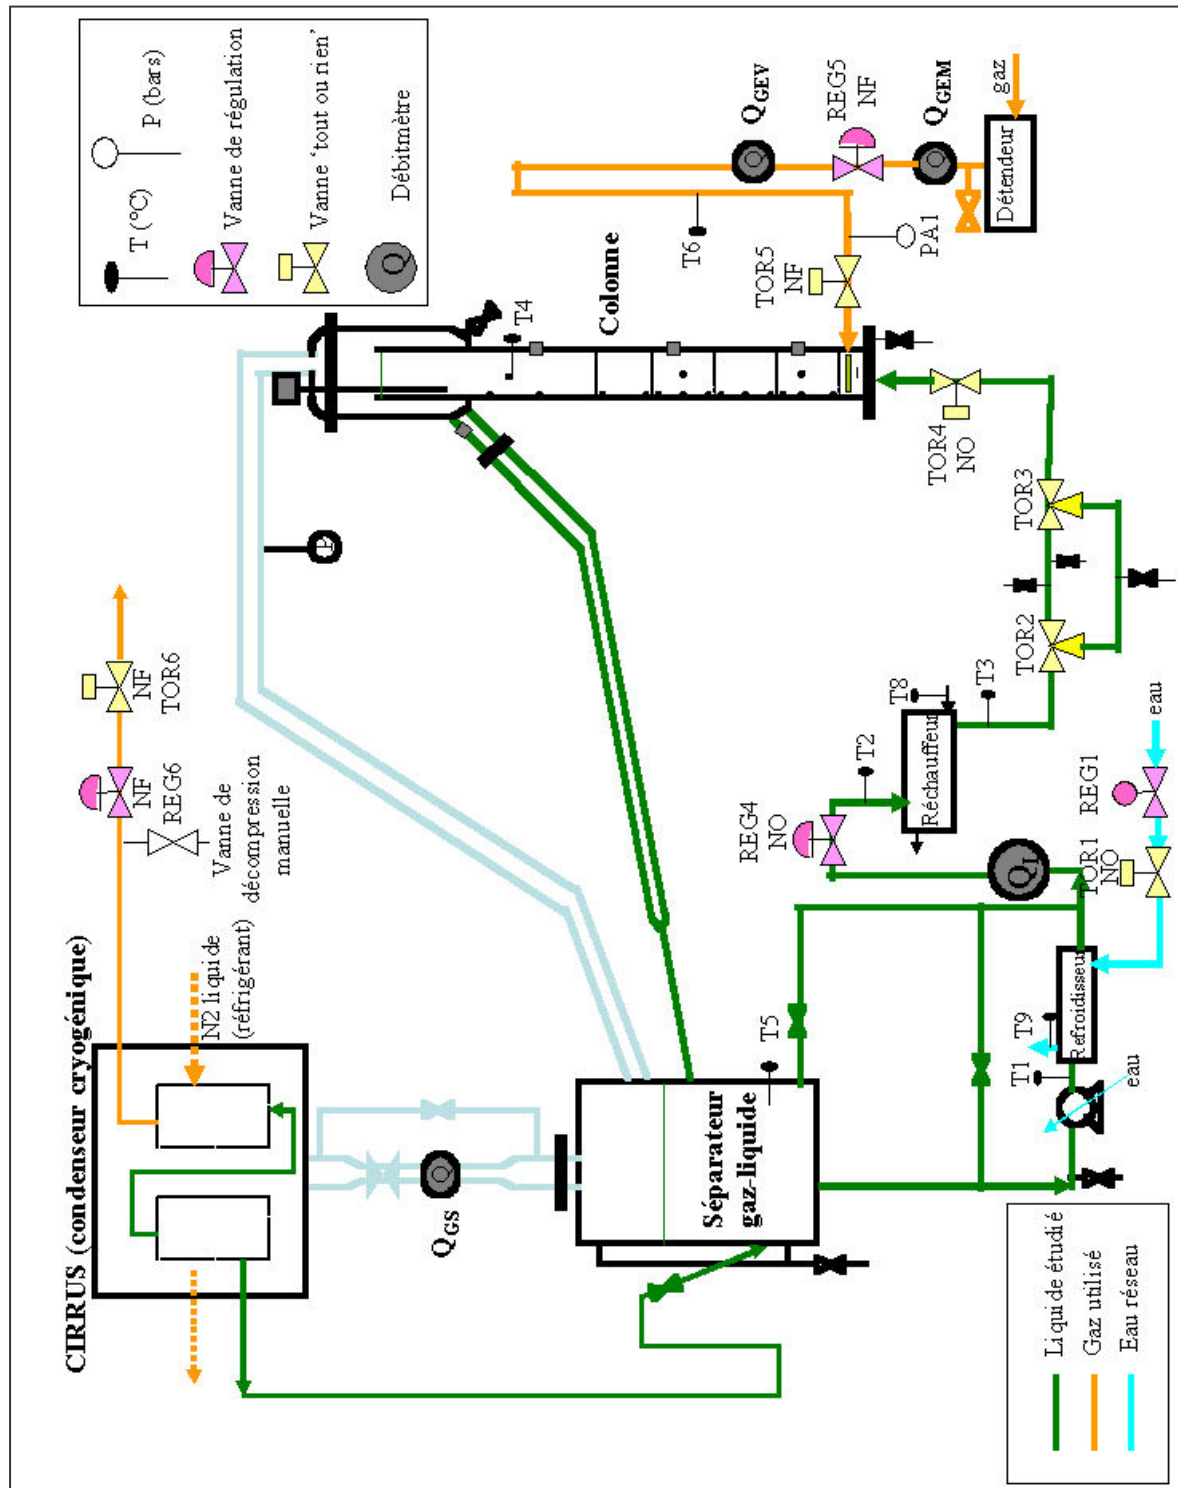 CIRRUS (condenseur cryogénique)
N2 liquide
(réfrigérant)
Vanne de
décompression
manuelle
NF
REG6
NF
TOR6
T (°C)
P (bars)
Vanne de régulation
Vanne ‘tout ou rien’
Q
Débitmètre
Q
QGS
P
Séparateur
gaz-liquide
T5
Colonne
T4
T6
TOR5
NF
PA1
Q
QGEV
REG5
NF
Q
QGEM
Détendeur
gaz
TOR4
NO
TOR3
TOR2
T3
T8
Réchauffeur
T2
REG4
NO
QL
TOR1
NO
REG1
eau
Refroidisseur
T9
T1
eau
Liquide étudié
Gaz utilisé
Eau réseau